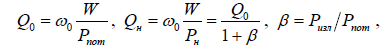 Q₀ = ω₀ W/Pпот , Qн = ω₀ W/Pн = Q₀/(1 + β) , β = Pизл/Pпот ,